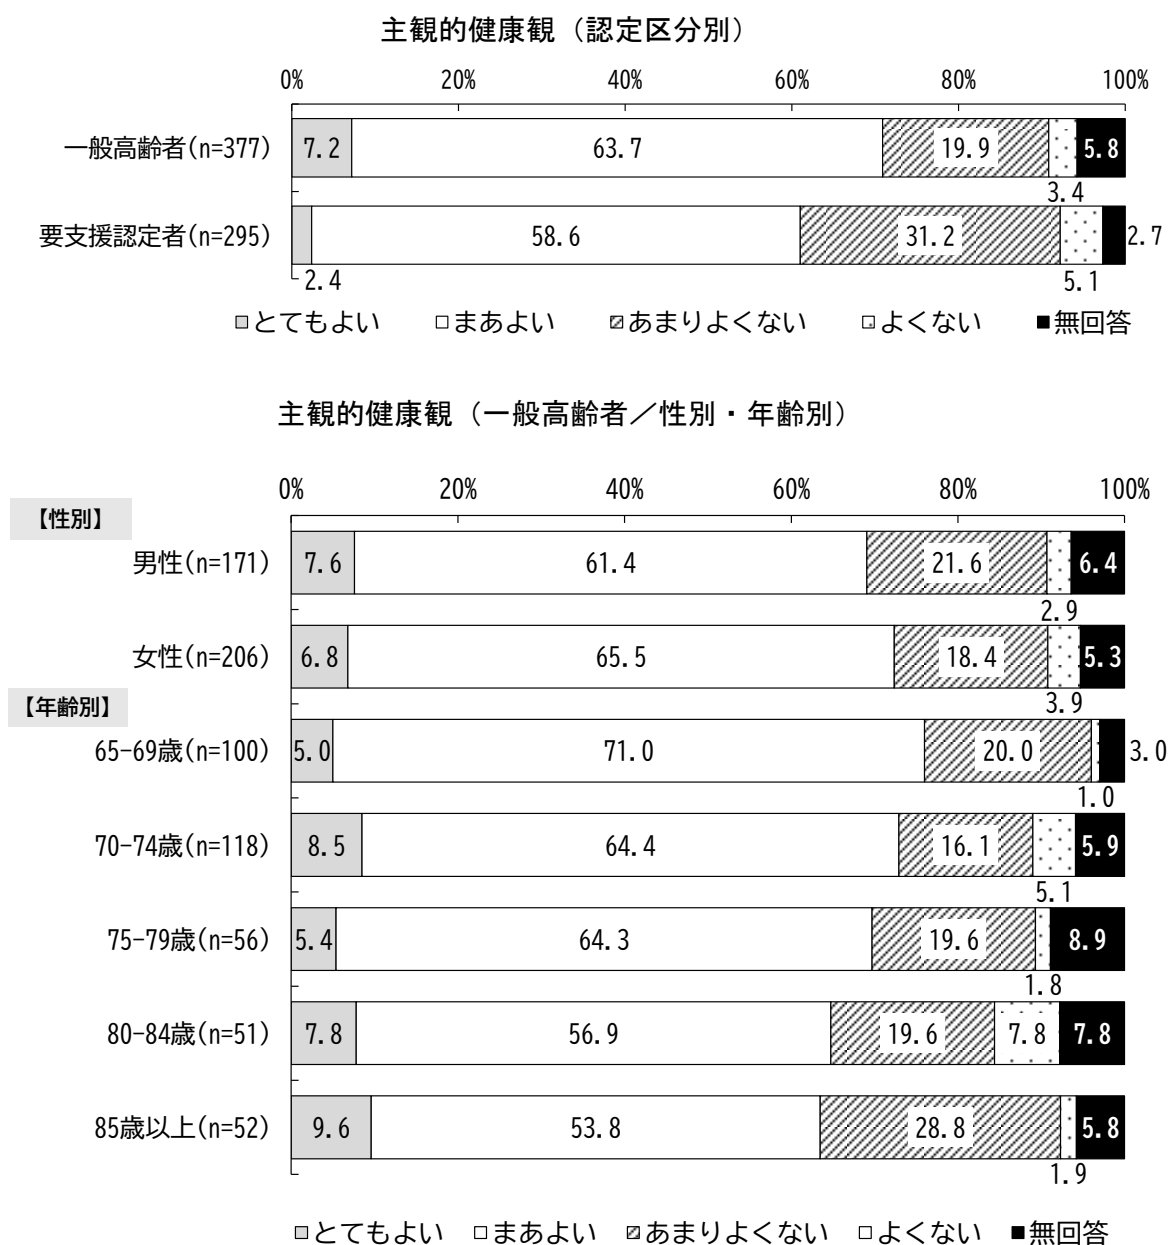 主観的健康観（認定区分別）
0% 20% 40% 60% 80% 100%
一般高齢者(n=377) 7.2 63.7 19.9 5.8
3.4
要支援認定者(n=295) 58.6 31.2 2.7
2.4 5.1
とてもよい まあよい あまりよくない よくない 無回答
主観的健康観（一般高齢者／性別・年齢別）
0% 20% 40% 60% 80% 100%
【性別】
男性(n=171) 7.6 61.4 21.6 6.4
2.9
女性(n=206) 6.8 65.5 18.4 5.3
3.9
【年齢別】
65-69歳(n=100) 5.0 71.0 20.0 3.0
1.0
70-74歳(n=118) 8.5 64.4 16.1 5.9
5.1
75-79歳(n=56) 5.4 64.3 19.6 8.9
1.8
80-84歳(n=51) 7.8 56.9 19.6 7.8 7.8
85歳以上(n=52) 9.6 53.8 28.8 5.8
1.9
とてもよい まあよい あまりよくない よくない 無回答